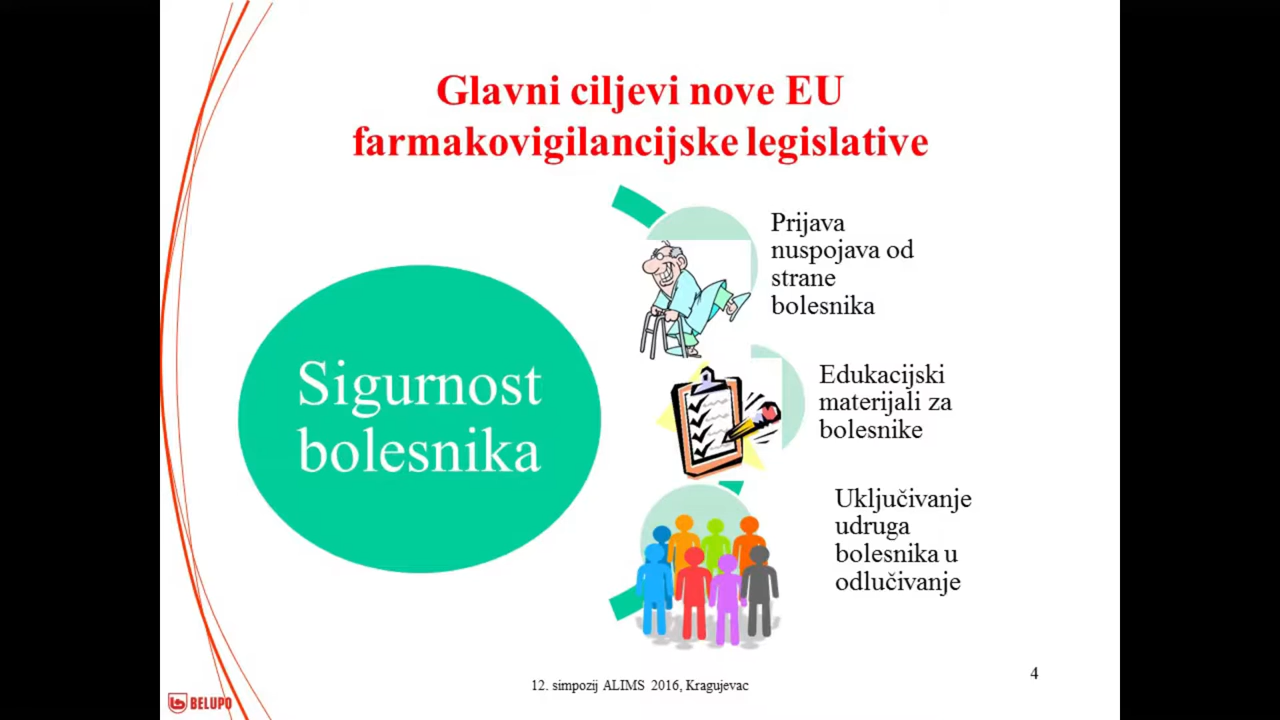 Glavni ciljevi nove EU
farmakovigilancijske legislative
Sigurnost
bolesnika
Prijava
nuspojava od
strane
bolesnika
Edukacijski
materijali za
bolesnike
Uključivanje
udruga
bolesnika u
odlučivanje
12. simpozij ALIMS 2016, Kragujevac
4
BELUPO